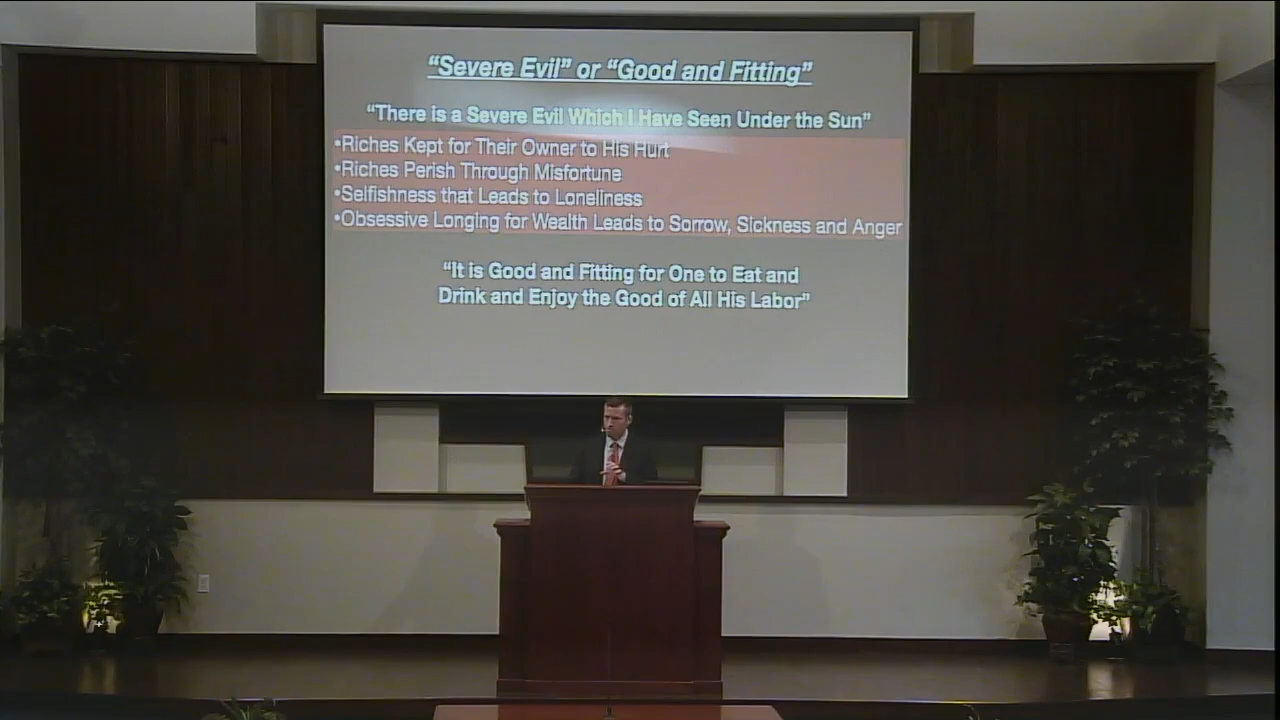 “Severe Evil” or “Good and Fitting”
“There is a Severe Evil Which I Have Seen Under the Sun”
•Riches Kept for Their Owner to His Hurt
•Riches Perish Through Misfortune
•Selfishness that Leads to Loneliness
•Obsessive Longing for Wealth Leads to Sorrow, Sickness and Anger
“It is Good and Fitting for One to Eat and
Drink and Enjoy the Good of All His Labor”